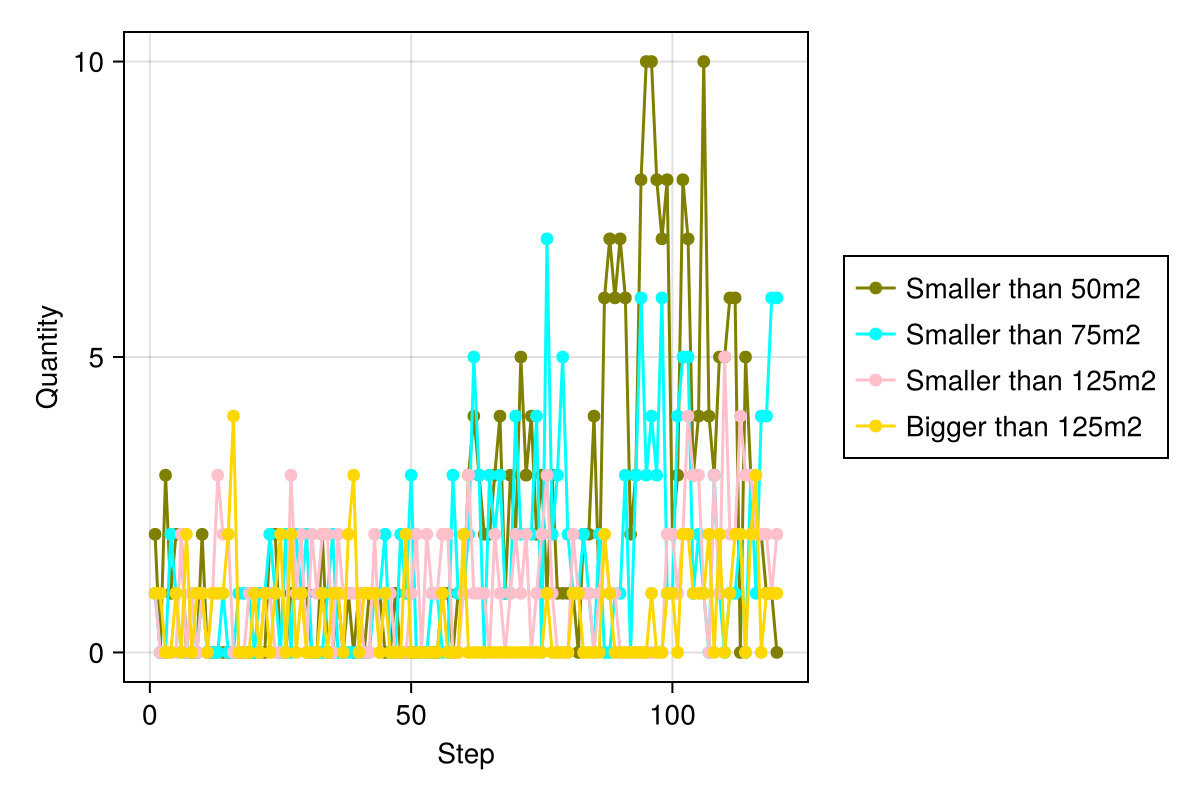 10
5
0
Quantity
0 50 100
Step
Smaller than 50m2
Smaller than 75m2
Smaller than 125m2
Bigger than 125m2